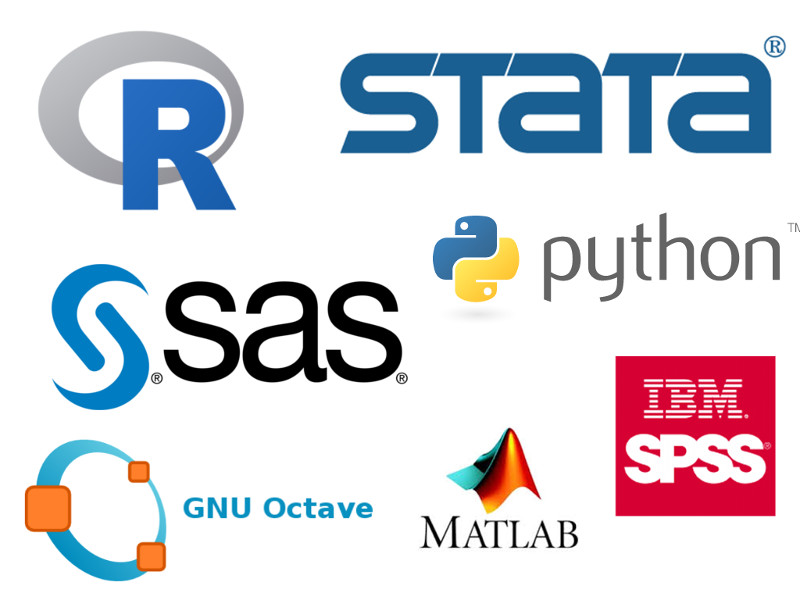 R
STATA®
python TM
S® sas®
IBM®
SPSS®
GNU Octave
MATLAB